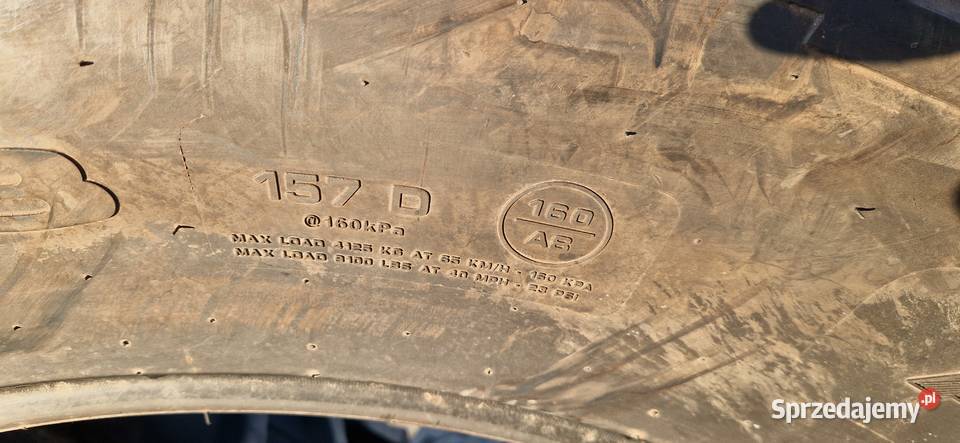 157 D
@160kPa
160
A8
MAX LOAD 4125 KG AT 65 KM/H - 160 KPA
MAX LOAD 9100 LBS AT 40 MPH - 23 PSI
Sprzedajemy.pl